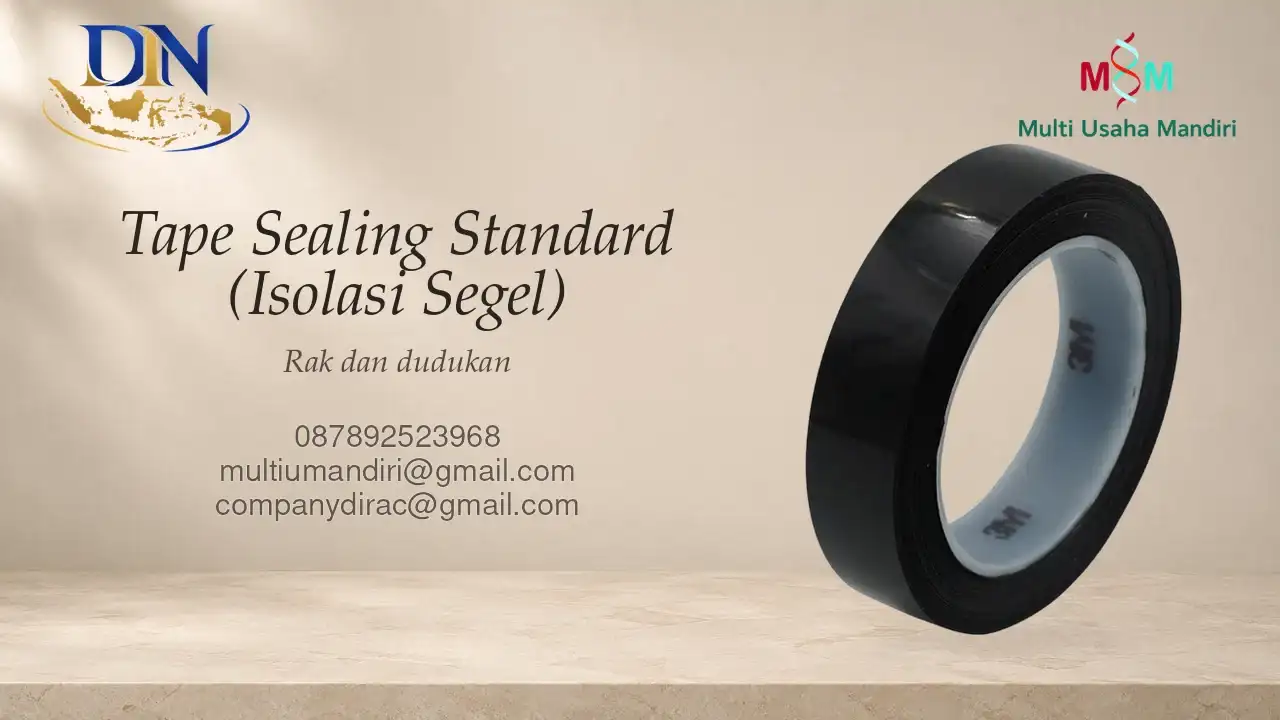 DIN
M M
Multi Usaha Mandiri
Tape Sealing Standard
(Isolasi Segel)
Rak dan dudukan
087892523968
multiumandiri@gmail.com
companydirac@gmail.com
3M
3M